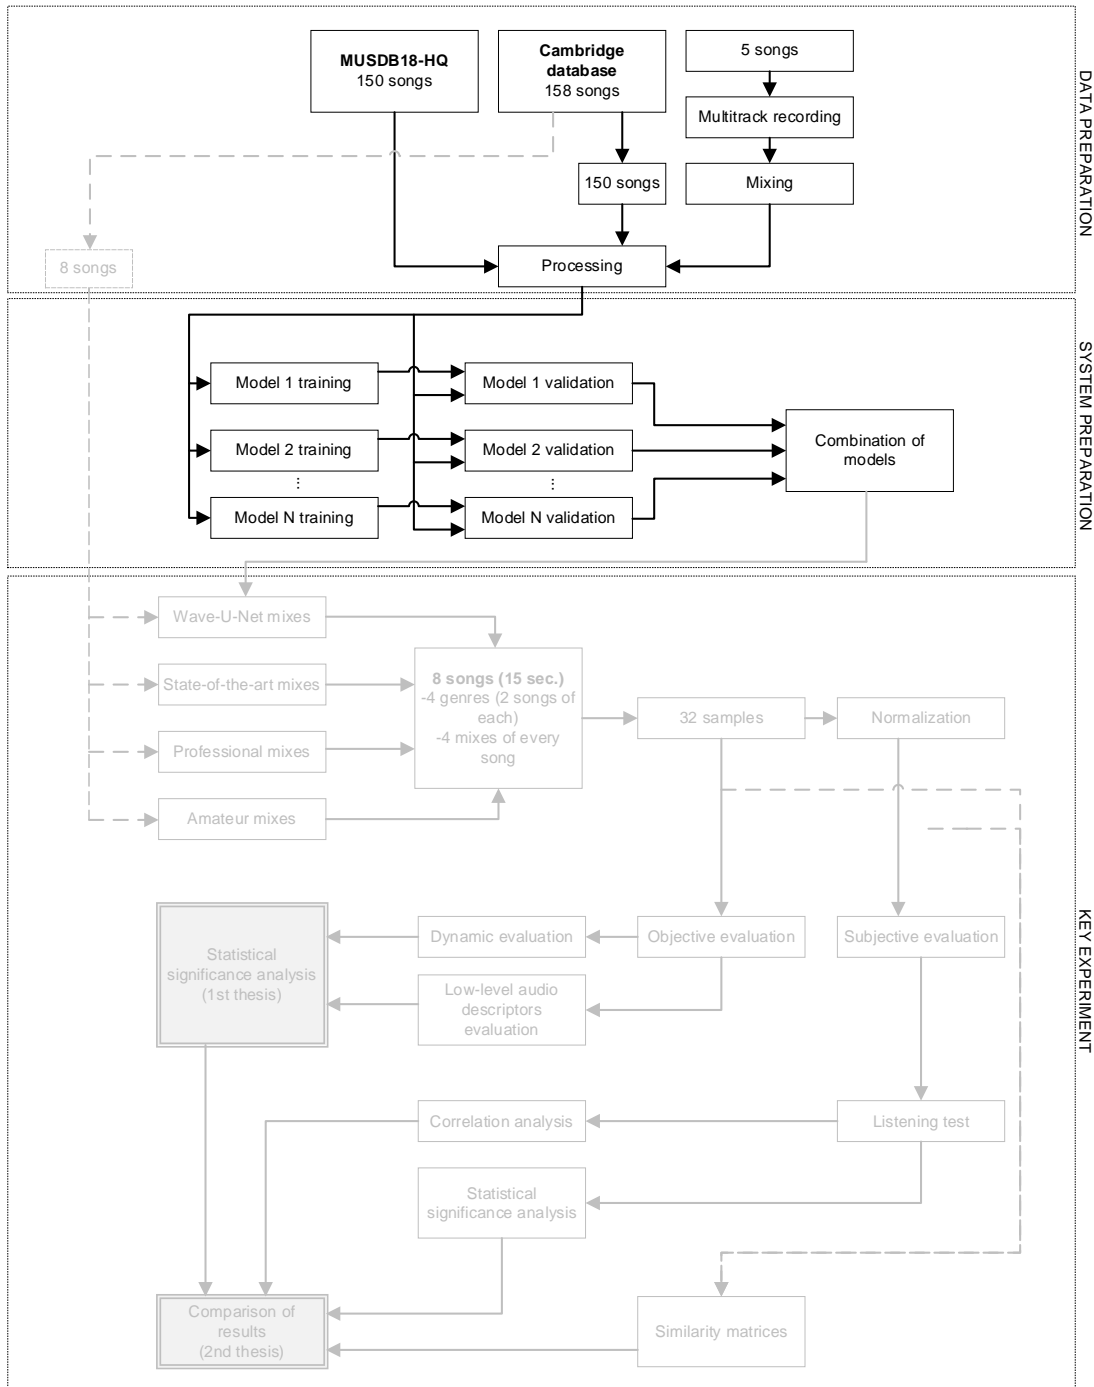 MUSDB18-HQ
150 songs
Cambridge
database
158 songs
5 songs
Multitrack recording
150 songs
Mixing
8 songs
Processing
DATA PREPARATION
Model 1 training
Model 1 validation
Model 2 training
Model 2 validation
⋮
⋮
Model N training
Model N validation
Combination of
models
SYSTEM PREPARATION
Wave-U-Net mixes
State-of-the-art mixes
Professional mixes
Amateur mixes
8 songs (15 sec.)
-4 genres (2 songs of
each)
-4 mixes of every
song
32 samples
Normalization
Statistical
significance analysis
(1st thesis)
Dynamic evaluation
Objective evaluation
Subjective evaluation
Low-level audio
descriptors
evaluation
Correlation analysis
Listening test
Statistical
significance analysis
Comparison of
results
(2nd thesis)
Similarity matrices
KEY EXPERIMENT